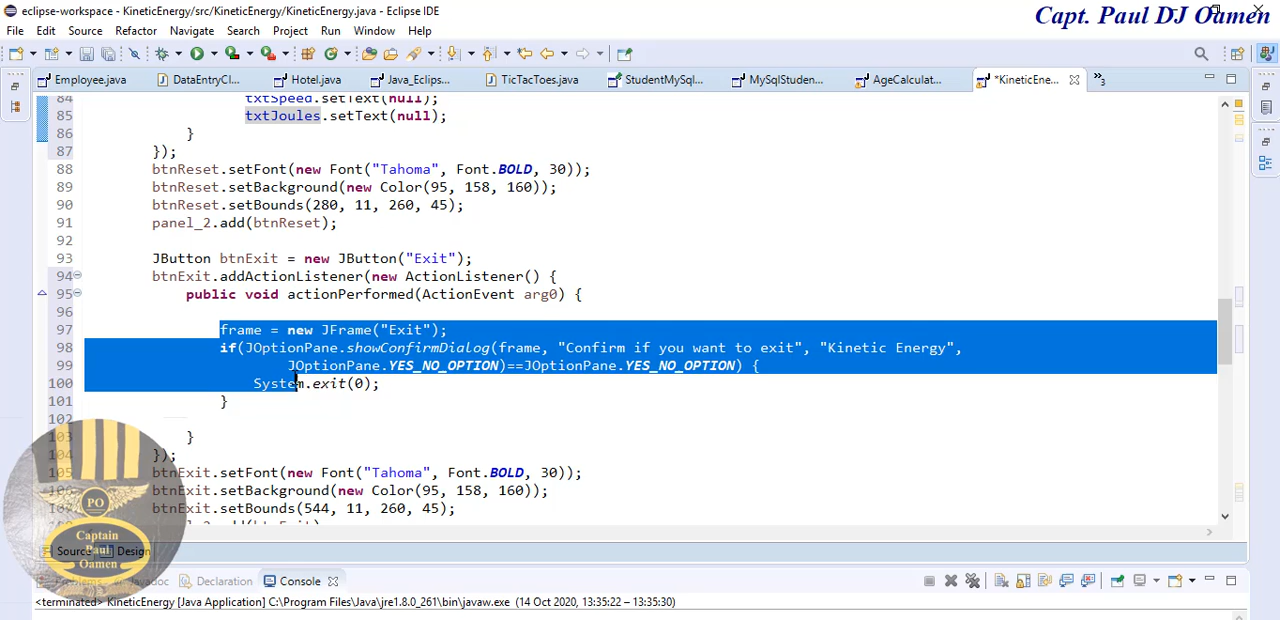 eclipse-workspace - KineticEnergy/src/KineticEnergy/KineticEnergy.java - Eclipse IDE
Capt. Paul DJ Oamen
File Edit Source Refactor Navigate Search Project Run Window Help
Employee.java DataEntryCl... Hotel.java Java_Eclips... TicTacToes.java StudentMySql... MySqlStuden... AgeCalculat... *KineticEne... »3
84 txtSpeed.setText(null);
85 txtJoules.setText(null);
86 }
87 });
88 btnReset.setFont(new Font("Tahoma", Font.BOLD, 30));
89 btnReset.setBackground(new Color(95, 158, 160));
90 btnReset.setBounds(280, 11, 260, 45);
91 panel_2.add(btnReset);
92
93 JButton btnExit = new JButton("Exit");
94 btnExit.addActionListener(new ActionListener() {
95 public void actionPerformed(ActionEvent arg0) {
96
97 frame = new JFrame("Exit");
98 if(JOptionPane.showConfirmDialog(frame, "Confirm if you want to exit", "Kinetic Energy",
99 JOptionPane.YES_NO_OPTION)==JOptionPane.YES_NO_OPTION) {
100 System.exit(0);
101 }
102
103 }
});
105 btnExit.setFont(new Font("Tahoma", Font.BOLD, 30));
btnExit.setBackground(new Color(95, 158, 160));
btnExit.setBounds(544, 11, 260, 45);
PO
Captain
Paul
Oamen
Source Design
Problems Javadoc Declaration Console
<terminated> KineticEnergy [Java Application] C:\Program Files\Java\jre1.8.0_261\bin\javaw.exe (14 Oct 2020, 13:35:22 – 13:35:30)